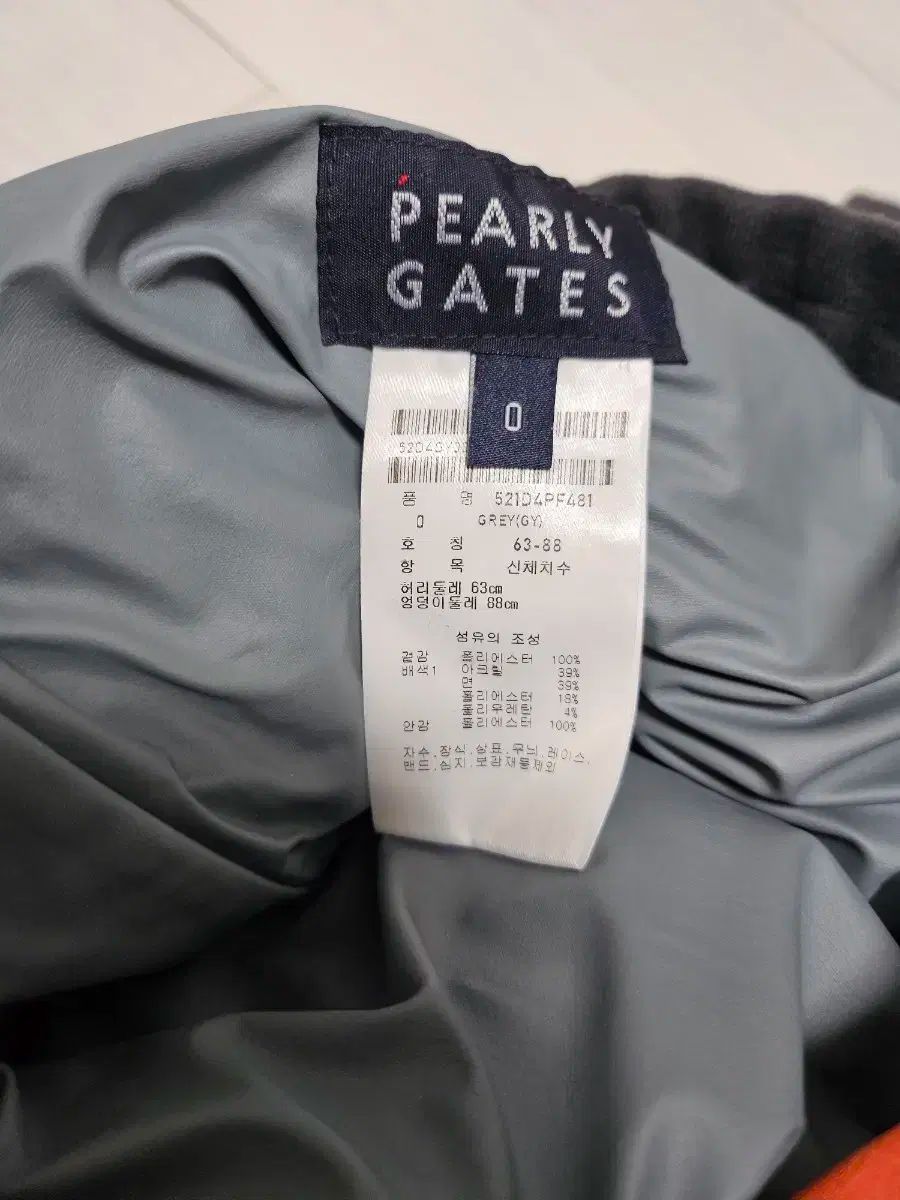 PEARLY
GATES
0
품 명 521D4PF481
0 GREY(GY)
호 칭 63-88
항 목 신체치수
허리둘레 63cm
엉덩이둘레 88cm
섬유의 조성
겉감 폴리에스터 100%
배색1 아크릴 39%
면 39%
폴리에스터 18%
폴리우레탄 4%
안감 폴리에스터 100%
자수.장식.상표.무늬.레이스.
밴드.심지.보강재등제외